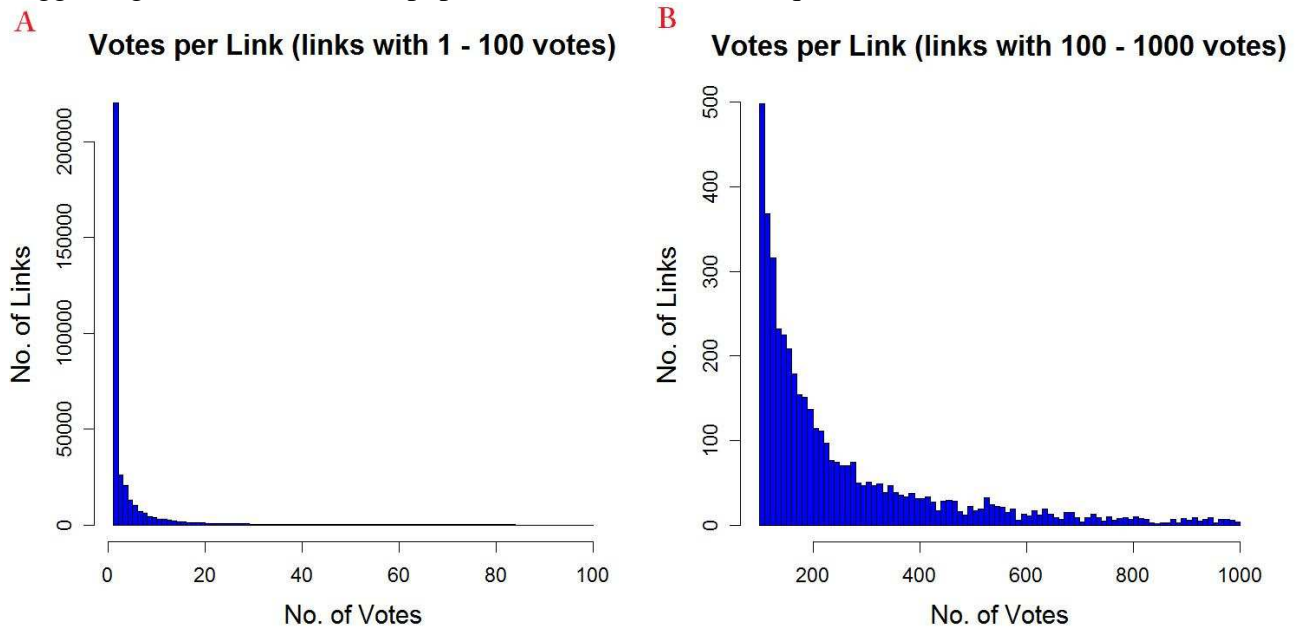 A
Votes per Link (links with 1 - 100 votes)
No. of Links
200000
150000
100000
50000
0
0 20 40 60 80 100
No. of Votes
B
Votes per Link (links with 100 - 1000 votes)
No. of Links
500
400
300
200
100
0
200 400 600 800 1000
No. of Votes